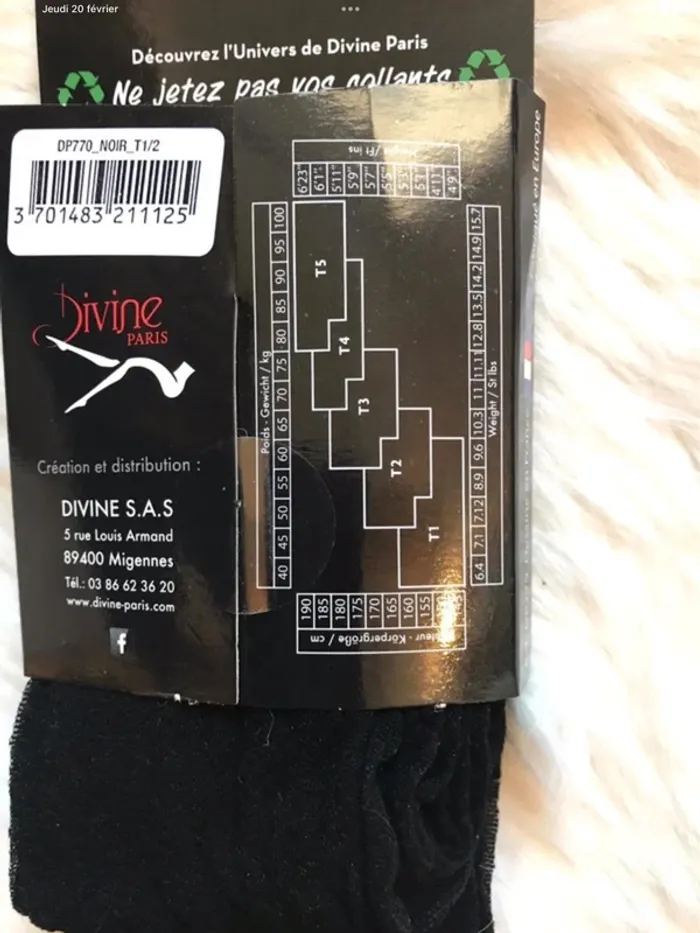 Jeudi 20 février
Découvrez l'Univers de Divine Paris
Ne jetez pas vos collants
DP770_NOIR_T1/2
3 701483 211125
Divine
PARIS
Création et distribution :
DIVINE S.A.S
5 rue Louis Armand
89400 Migennes
Tél.: 03 86 62 36 20
www.divine-paris.com
f
/Ft ins
6'23" 6'1" 5'11" 5'9" 5'7" 5'5" 4'11" 4'9"
Poids - Gewicht / kg
40 45 50 55 60 65 70 75 80 85 90 95 100
T5
T4
T3
T2
T1
6.4 7.1 7.12 8.9 9.6 10.3 11 11.11 12.8 13.5 14.2 14.9 15.7
Weight / St lbs
190 185 180 175 170 165 160 155
Körpergröße / cm
en Europe